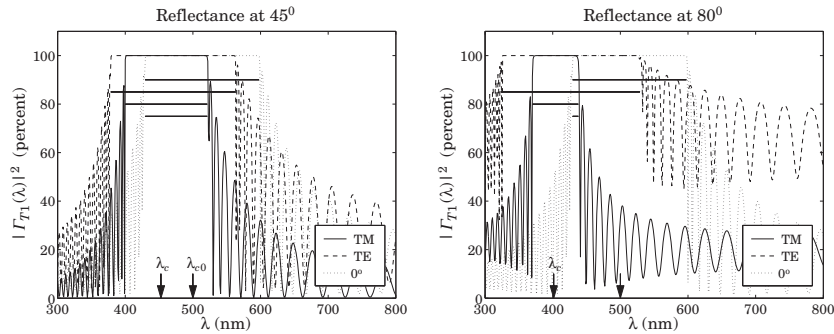 Reflectance at 45⁰
| Γ_T1(λ) | ² (percent)
100
80
60
40
20
0
λ_c
λ_c0
TM
TE
0º
300 400 500 600 700 800
λ (nm)
Reflectance at 80⁰
| Γ_T1(λ) | ² (percent)
100
80
60
40
20
0
λ_c
TM
TE
0º
300 400 500 600 700 800
λ (nm)